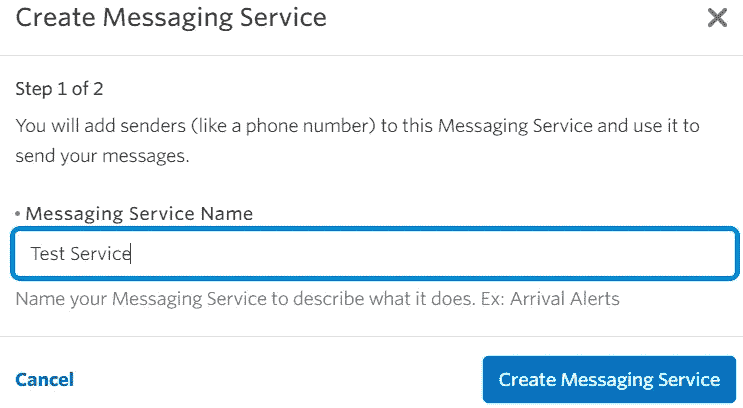 Create Messaging Service
Step 1 of 2
You will add senders (like a phone number) to this Messaging Service and use it to
send your messages.
• Messaging Service Name
Test Service
Name your Messaging Service to describe what it does. Ex: Arrival Alerts
Cancel
Create Messaging Service